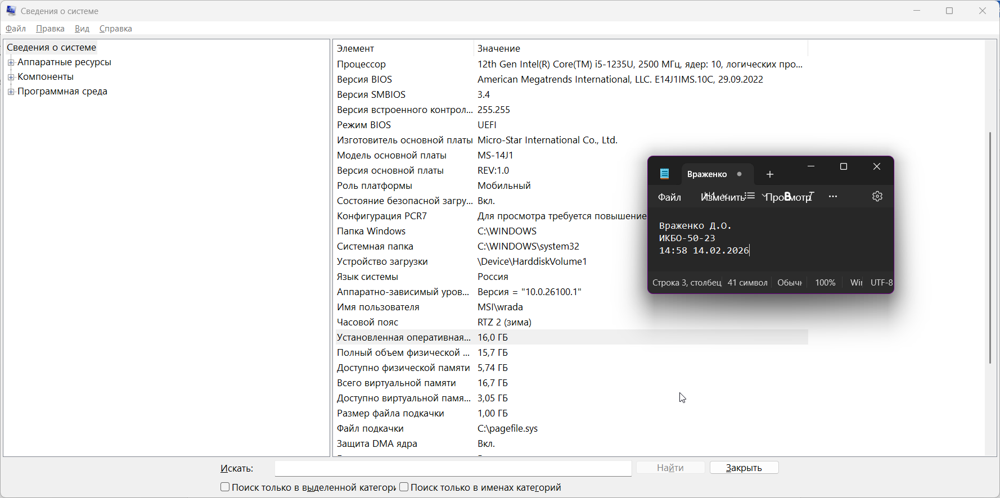 Сведения о системе
Файл Правка Вид Справка
Сведения о системе
Аппаратные ресурсы
Компоненты
Программная среда
Элемент Значение
Процессор 12th Gen Intel(R) Core(TM) i5-1235U, 2500 МГц, ядер: 10, логических про...
Версия BIOS American Megatrends International, LLC. E14J1IMS.10C, 29.09.2022
Версия SMBIOS 3.4
Версия встроенного контрол... 255.255
Режим BIOS UEFI
Изготовитель основной платы Micro-Star International Co., Ltd.
Модель основной платы MS-14J1
Версия основной платы REV:1.0
Роль платформы Мобильный
Состояние безопасной загру... Вкл.
Конфигурация PCR7 Для просмотра требуется повышение
Папка Windows C:\WINDOWS
Системная папка C:\WINDOWS\system32
Устройство загрузки \Device\HarddiskVolume1
Язык системы Россия
Аппаратно-зависимый уров... Версия = "10.0.26100.1"
Имя пользователя MSI\wrada
Часовой пояс RTZ 2 (зима)
Установленная оперативная... 16,0 ГБ
Полный объем физической ... 15,7 ГБ
Доступно физической памяти 5,74 ГБ
Всего виртуальной памяти 16,7 ГБ
Доступно виртуальной памя... 3,05 ГБ
Размер файла подкачки 1,00 ГБ
Файл подкачки C:\pagefile.sys
Защита DMA ядра Вкл.
Враженко
Файл Изменить Просмотр ...
Враженко Д.О.
ИКБО-50-23
14:58 14.02.2026
Строка 3, столбец 41 символ Обычн 100% Win UTF-8
Искать: Найти Закрыть
Поиск только в выделенной категори Поиск только в именах категорий